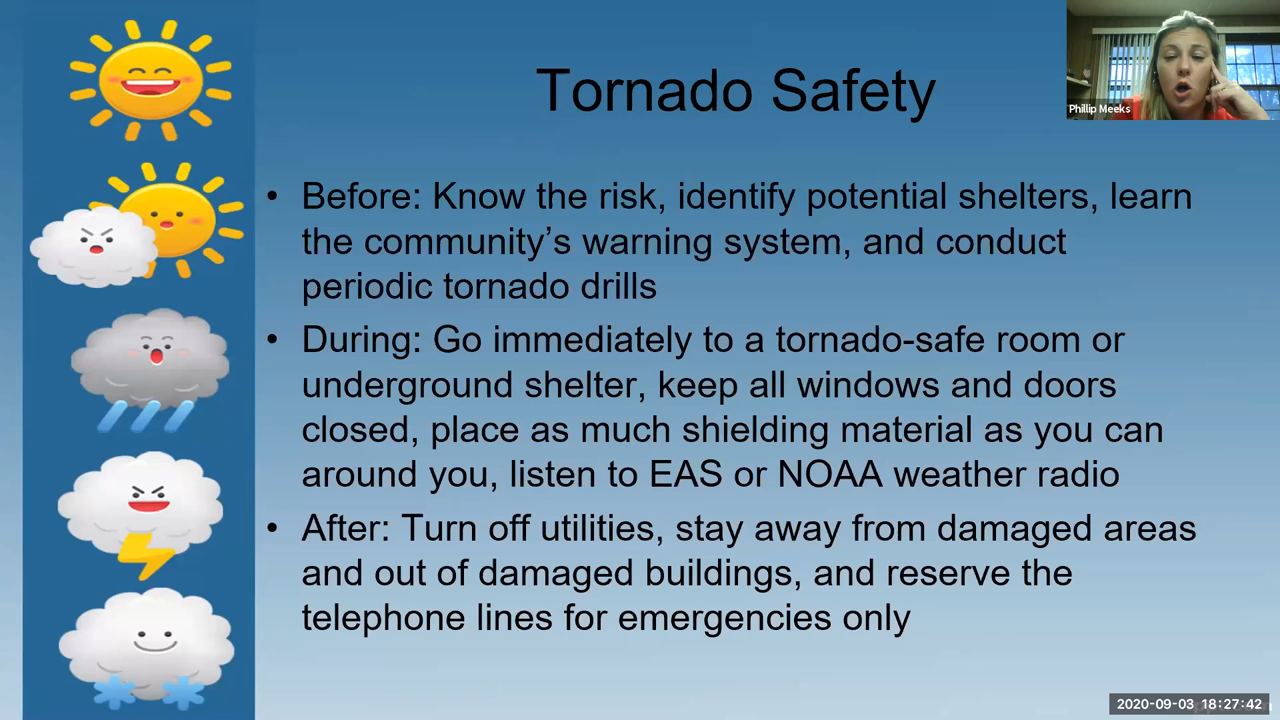 Tornado Safety
Phillip Meeks
• Before: Know the risk, identify potential shelters, learn
the community’s warning system, and conduct
periodic tornado drills
• During: Go immediately to a tornado-safe room or
underground shelter, keep all windows and doors
closed, place as much shielding material as you can
around you, listen to EAS or NOAA weather radio
• After: Turn off utilities, stay away from damaged areas
and out of damaged buildings, and reserve the
telephone lines for emergencies only
2020-09-03 18:27:42